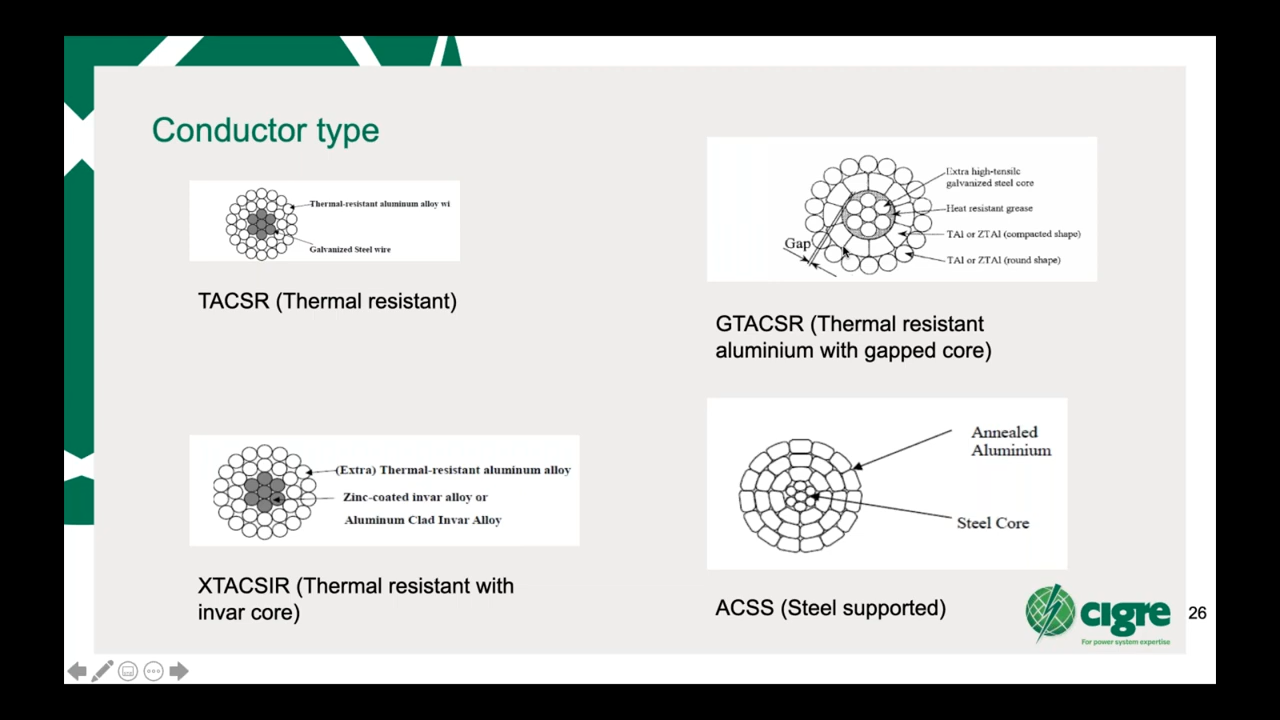 Conductor type
Thermal-resistant aluminum alloy wi
Galvanized Steel wire
TACSR (Thermal resistant)
Extra high-tensile
galvanized steel core
Heat resistant grease
TAl or ZTAl (compacted shape)
TAl or ZTAl (round shape)
Gap
GTACSR (Thermal resistant
aluminium with gapped core)
(Extra) Thermal-resistant aluminum alloy
Zinc-coated invar alloy or
Aluminum Clad Invar Alloy
XTACSIR (Thermal resistant with
invar core)
Annealed
Aluminium
Steel Core
ACSS (Steel supported)
cigre
For power system expertise
26